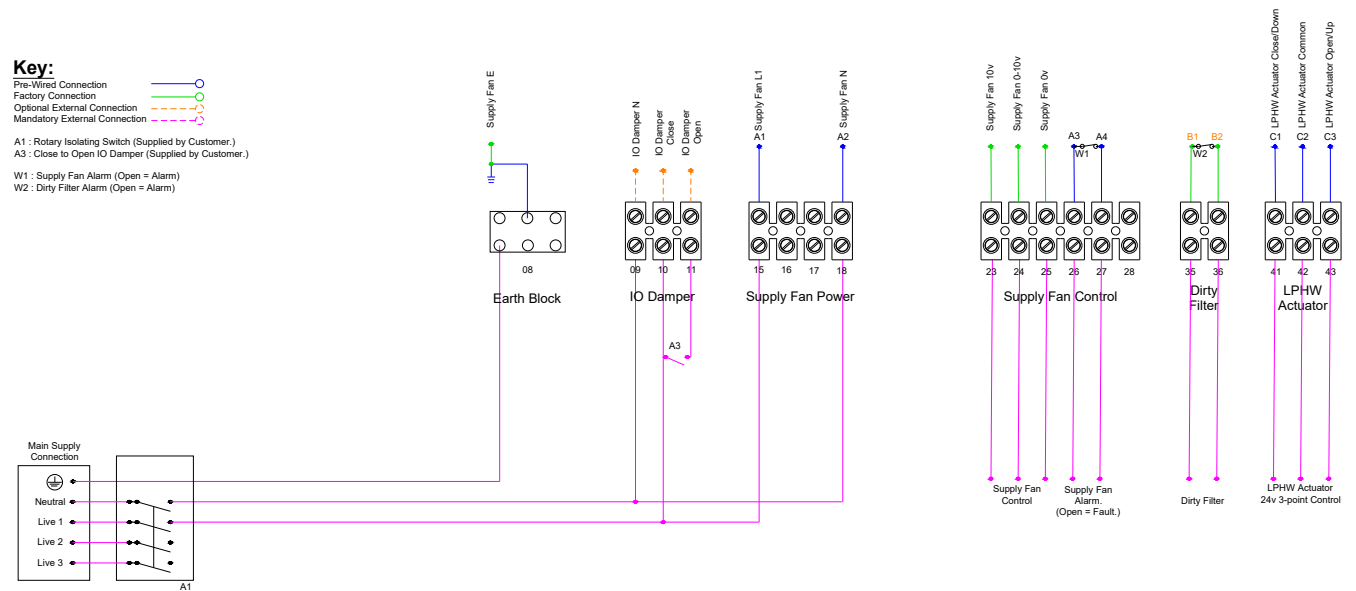 Key:
Pre-Wired Connection
Factory Connection
Optional External Connection
Mandatory External Connection
A1 : Rotary Isolating Switch (Supplied by Customer.)
A3 : Close to Open IO Damper (Supplied by Customer.)
W1 : Supply Fan Alarm (Open = Alarm)
W2 : Dirty Filter Alarm (Open = Alarm)
Supply Fan E
08
Earth Block
IO Damper N
IO Damper
Close
IO Damper
Open
09 10 11
IO Damper
A3
Supply Fan L1
Supply Fan N
A1 A2
15 16 17 18
Supply Fan Power
Supply Fan 10v
Supply Fan 0-10v
Supply Fan 0v
A3 A4
W1
23 24 25 26 27 28
Supply Fan Control
B1 B2
W2
35 36
Dirty
Filter
LPHW Actuator Close/Down
LPHW Actuator Common
LPHW Actuator Open/Up
C1 C2 C3
41 42 43
LPHW
Actuator
Main Supply
Connection
Neutral
Live 1
Live 2
Live 3
A1
Supply Fan
Control
Supply Fan
Alarm.
(Open = Fault.)
Dirty Filter
LPHW Actuator
24v 3-point Control